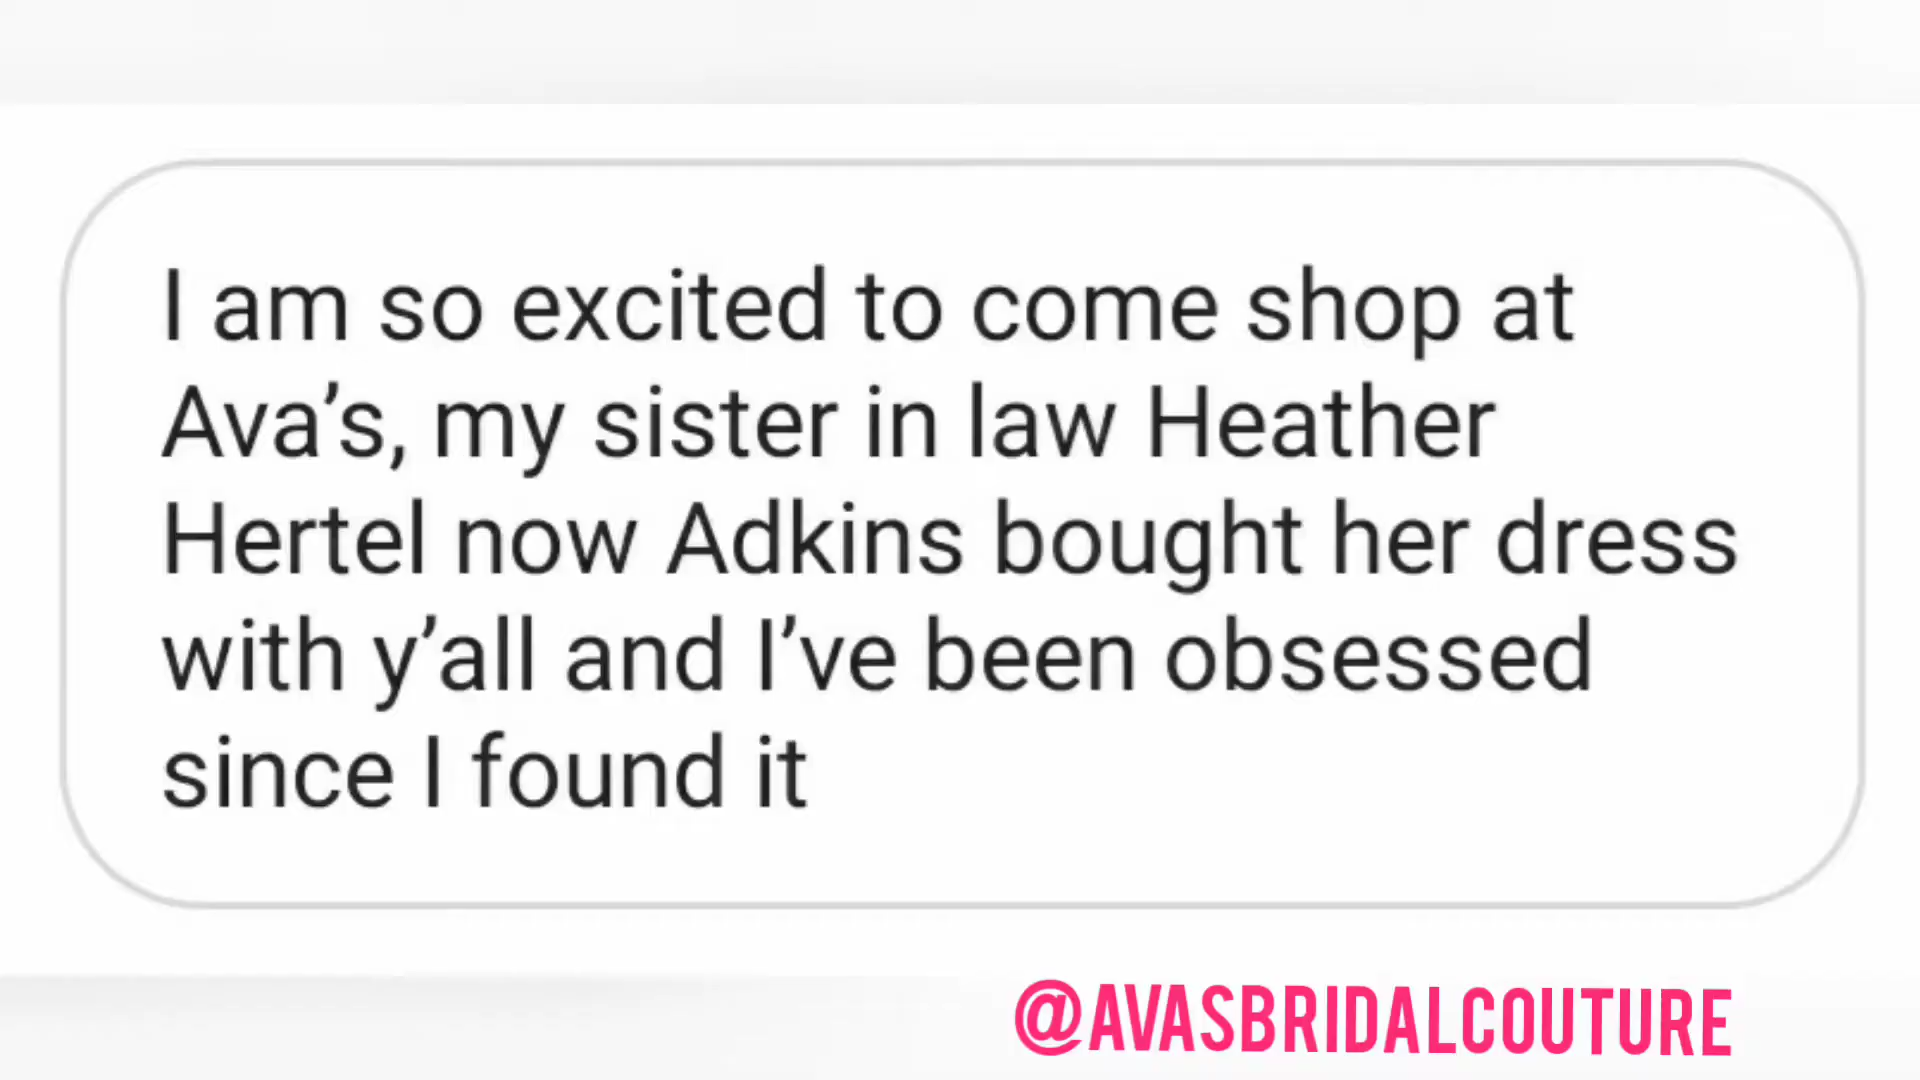 I am so excited to come shop at
Ava’s, my sister in law Heather
Hertel now Adkins bought her dress
with y’all and I’ve been obsessed
since I found it
@AVASBRIDALCOUTURE